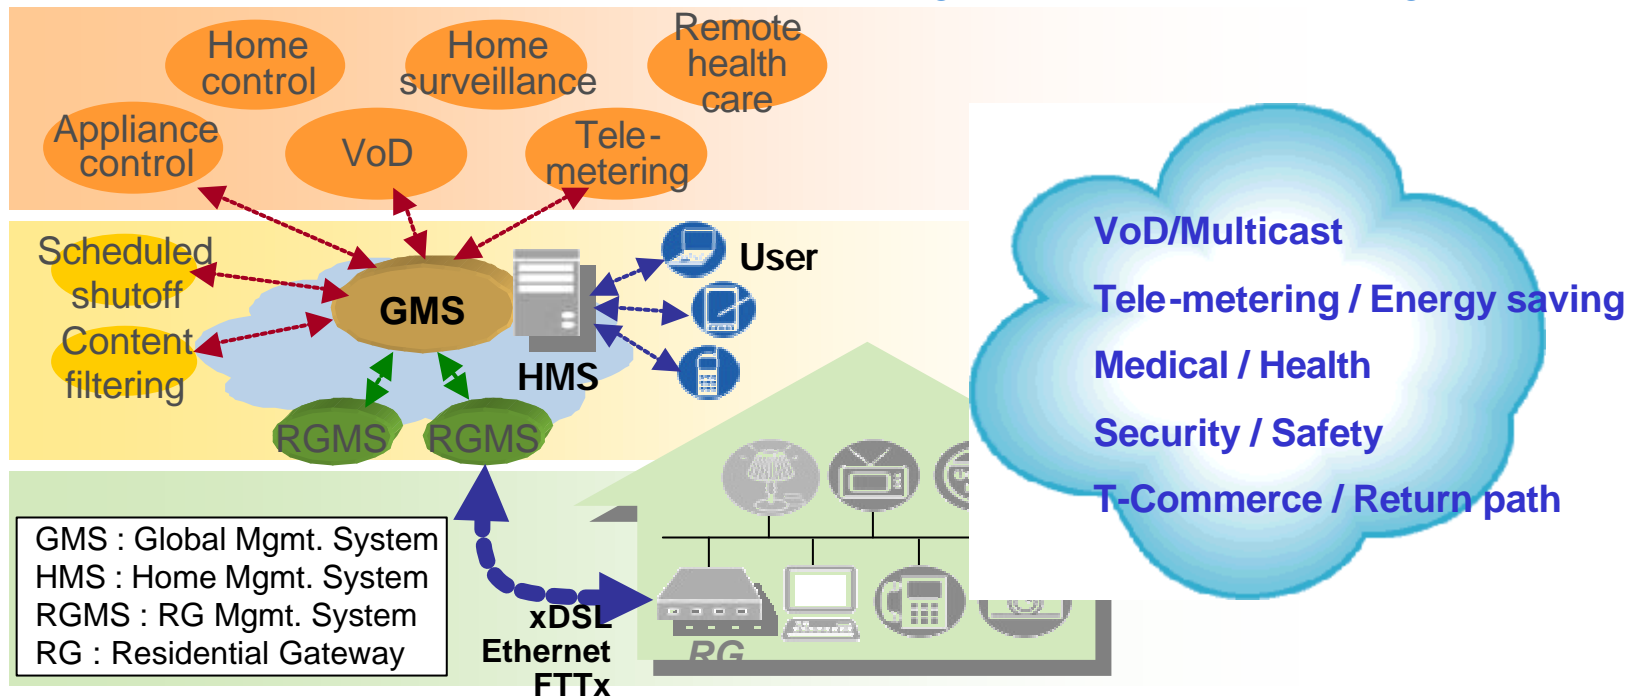 Home
control
Home
surveillance
Remote
health
care
Appliance
control
VoD
Tele-
metering
Scheduled
shutoff
Content
filtering
GMS
HMS
User
RGMS
RGMS
VoD/Multicast
Tele-metering / Energy saving
Medical / Health
Security / Safety
T-Commerce / Return path
GMS : Global Mgmt. System
HMS : Home Mgmt. System
RGMS : RG Mgmt. System
RG : Residential Gateway
xDSL
Ethernet
FTTx
RG